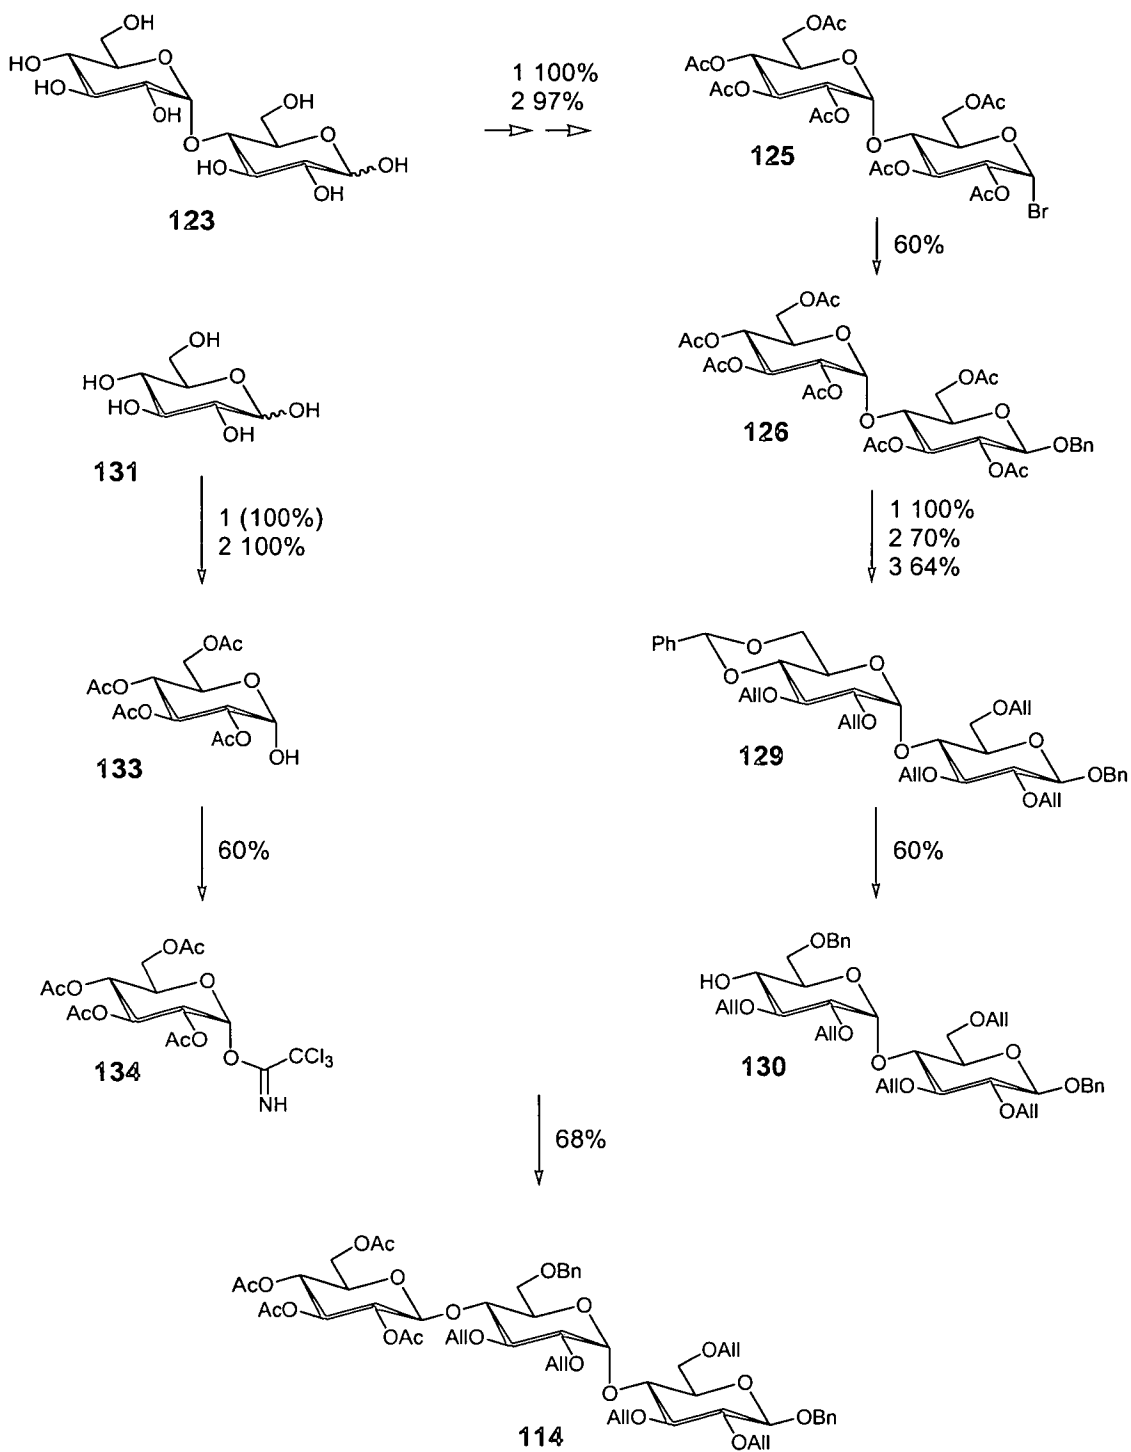 OH
HO
O
HO
OH
OH
O
O
HO
OH
OH
123
1 100%
2 97%
OAc
AcO
O
AcO
AcO
OAc
O
O
AcO
AcO
Br
125
60%
OAc
AcO
O
AcO
AcO
OAc
O
O
AcO
OAc
OBn
126
OH
HO
O
HO
OH
OH
131
1 (100%)
2 100%
1 100%
2 70%
3 64%
OAc
AcO
O
AcO
AcO
OH
133
Ph
O
O
O
AllO
AllO
OAll
O
O
AllO
OAll
OBn
129
60%
60%
OAc
AcO
O
AcO
AcO
O
CCl3
NH
134
OBn
HO
O
AllO
AllO
OAll
O
O
AllO
OAll
OBn
130
68%
OAc
AcO
O
AcO
OAc
O
OBn
O
AllO
AllO
OAll
O
O
AllO
OAll
OBn
114